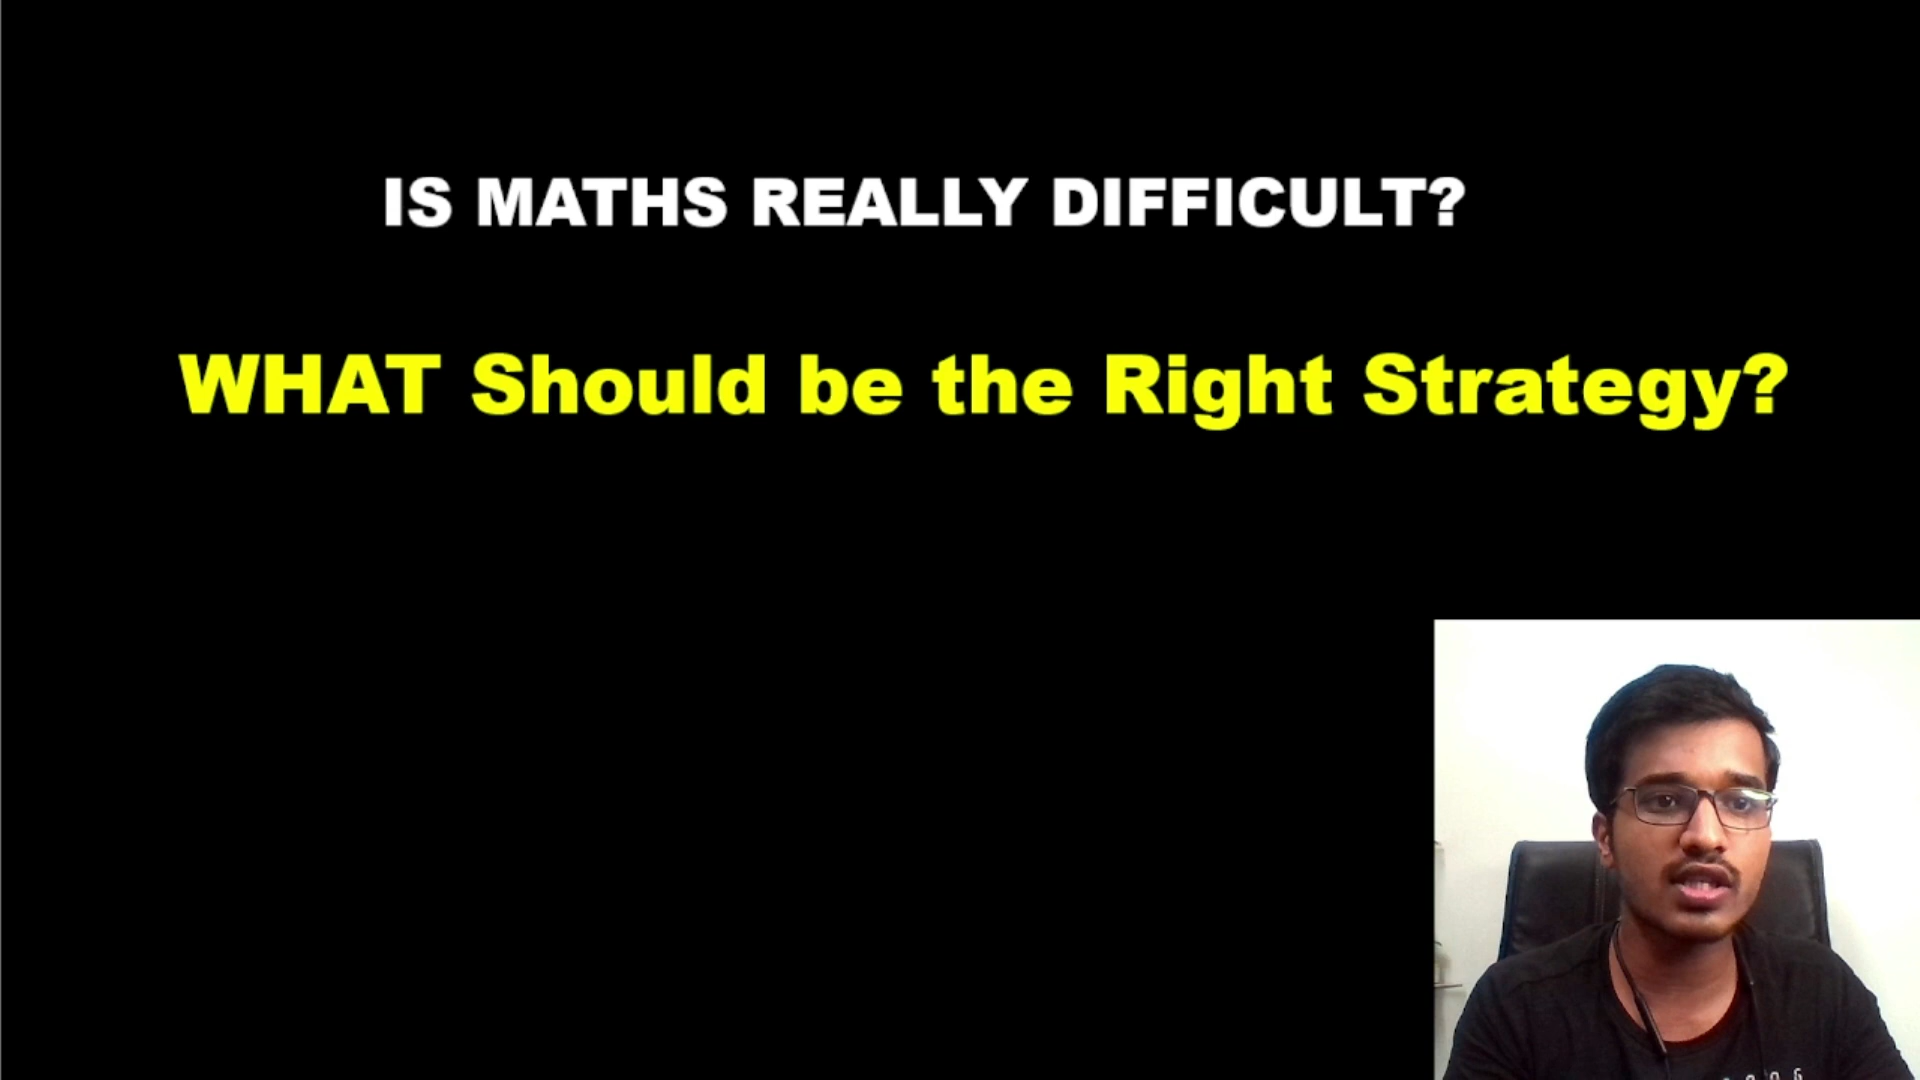 IS MATHS REALLY DIFFICULT?
WHAT Should be the Right Strategy?